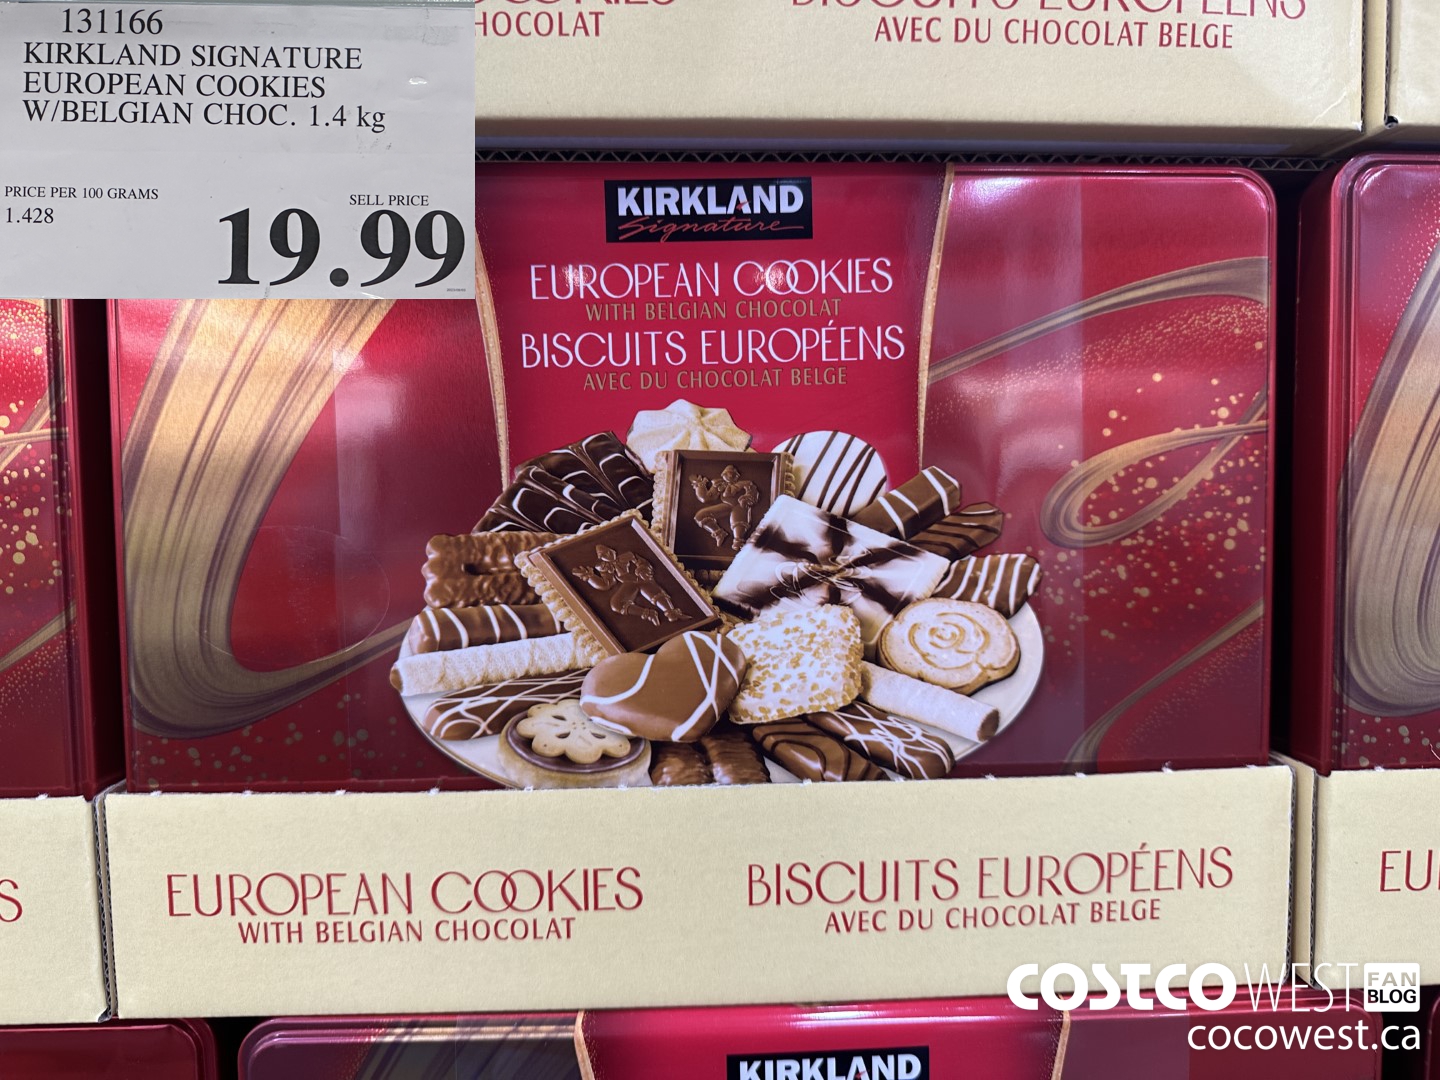 131166
KIRKLAND SIGNATURE
EUROPEAN COOKIES
W/BELGIAN CHOC. 1.4 kg
PRICE PER 100 GRAMS
1.428
SELL PRICE
19.99
AVEC DU CHOCOLAT BELGE
KIRKLAND
Signature
EUROPEAN COOKIES
WITH BELGIAN CHOCOLAT
BISCUITS EUROPÉENS
AVEC DU CHOCOLAT BELGE
EUROPEAN COOKIES
WITH BELGIAN CHOCOLAT
BISCUITS EUROPÉENS
AVEC DU CHOCOLAT BELGE
COSTCO WEST FAN BLOG
cocowest.ca
KIRKLAND